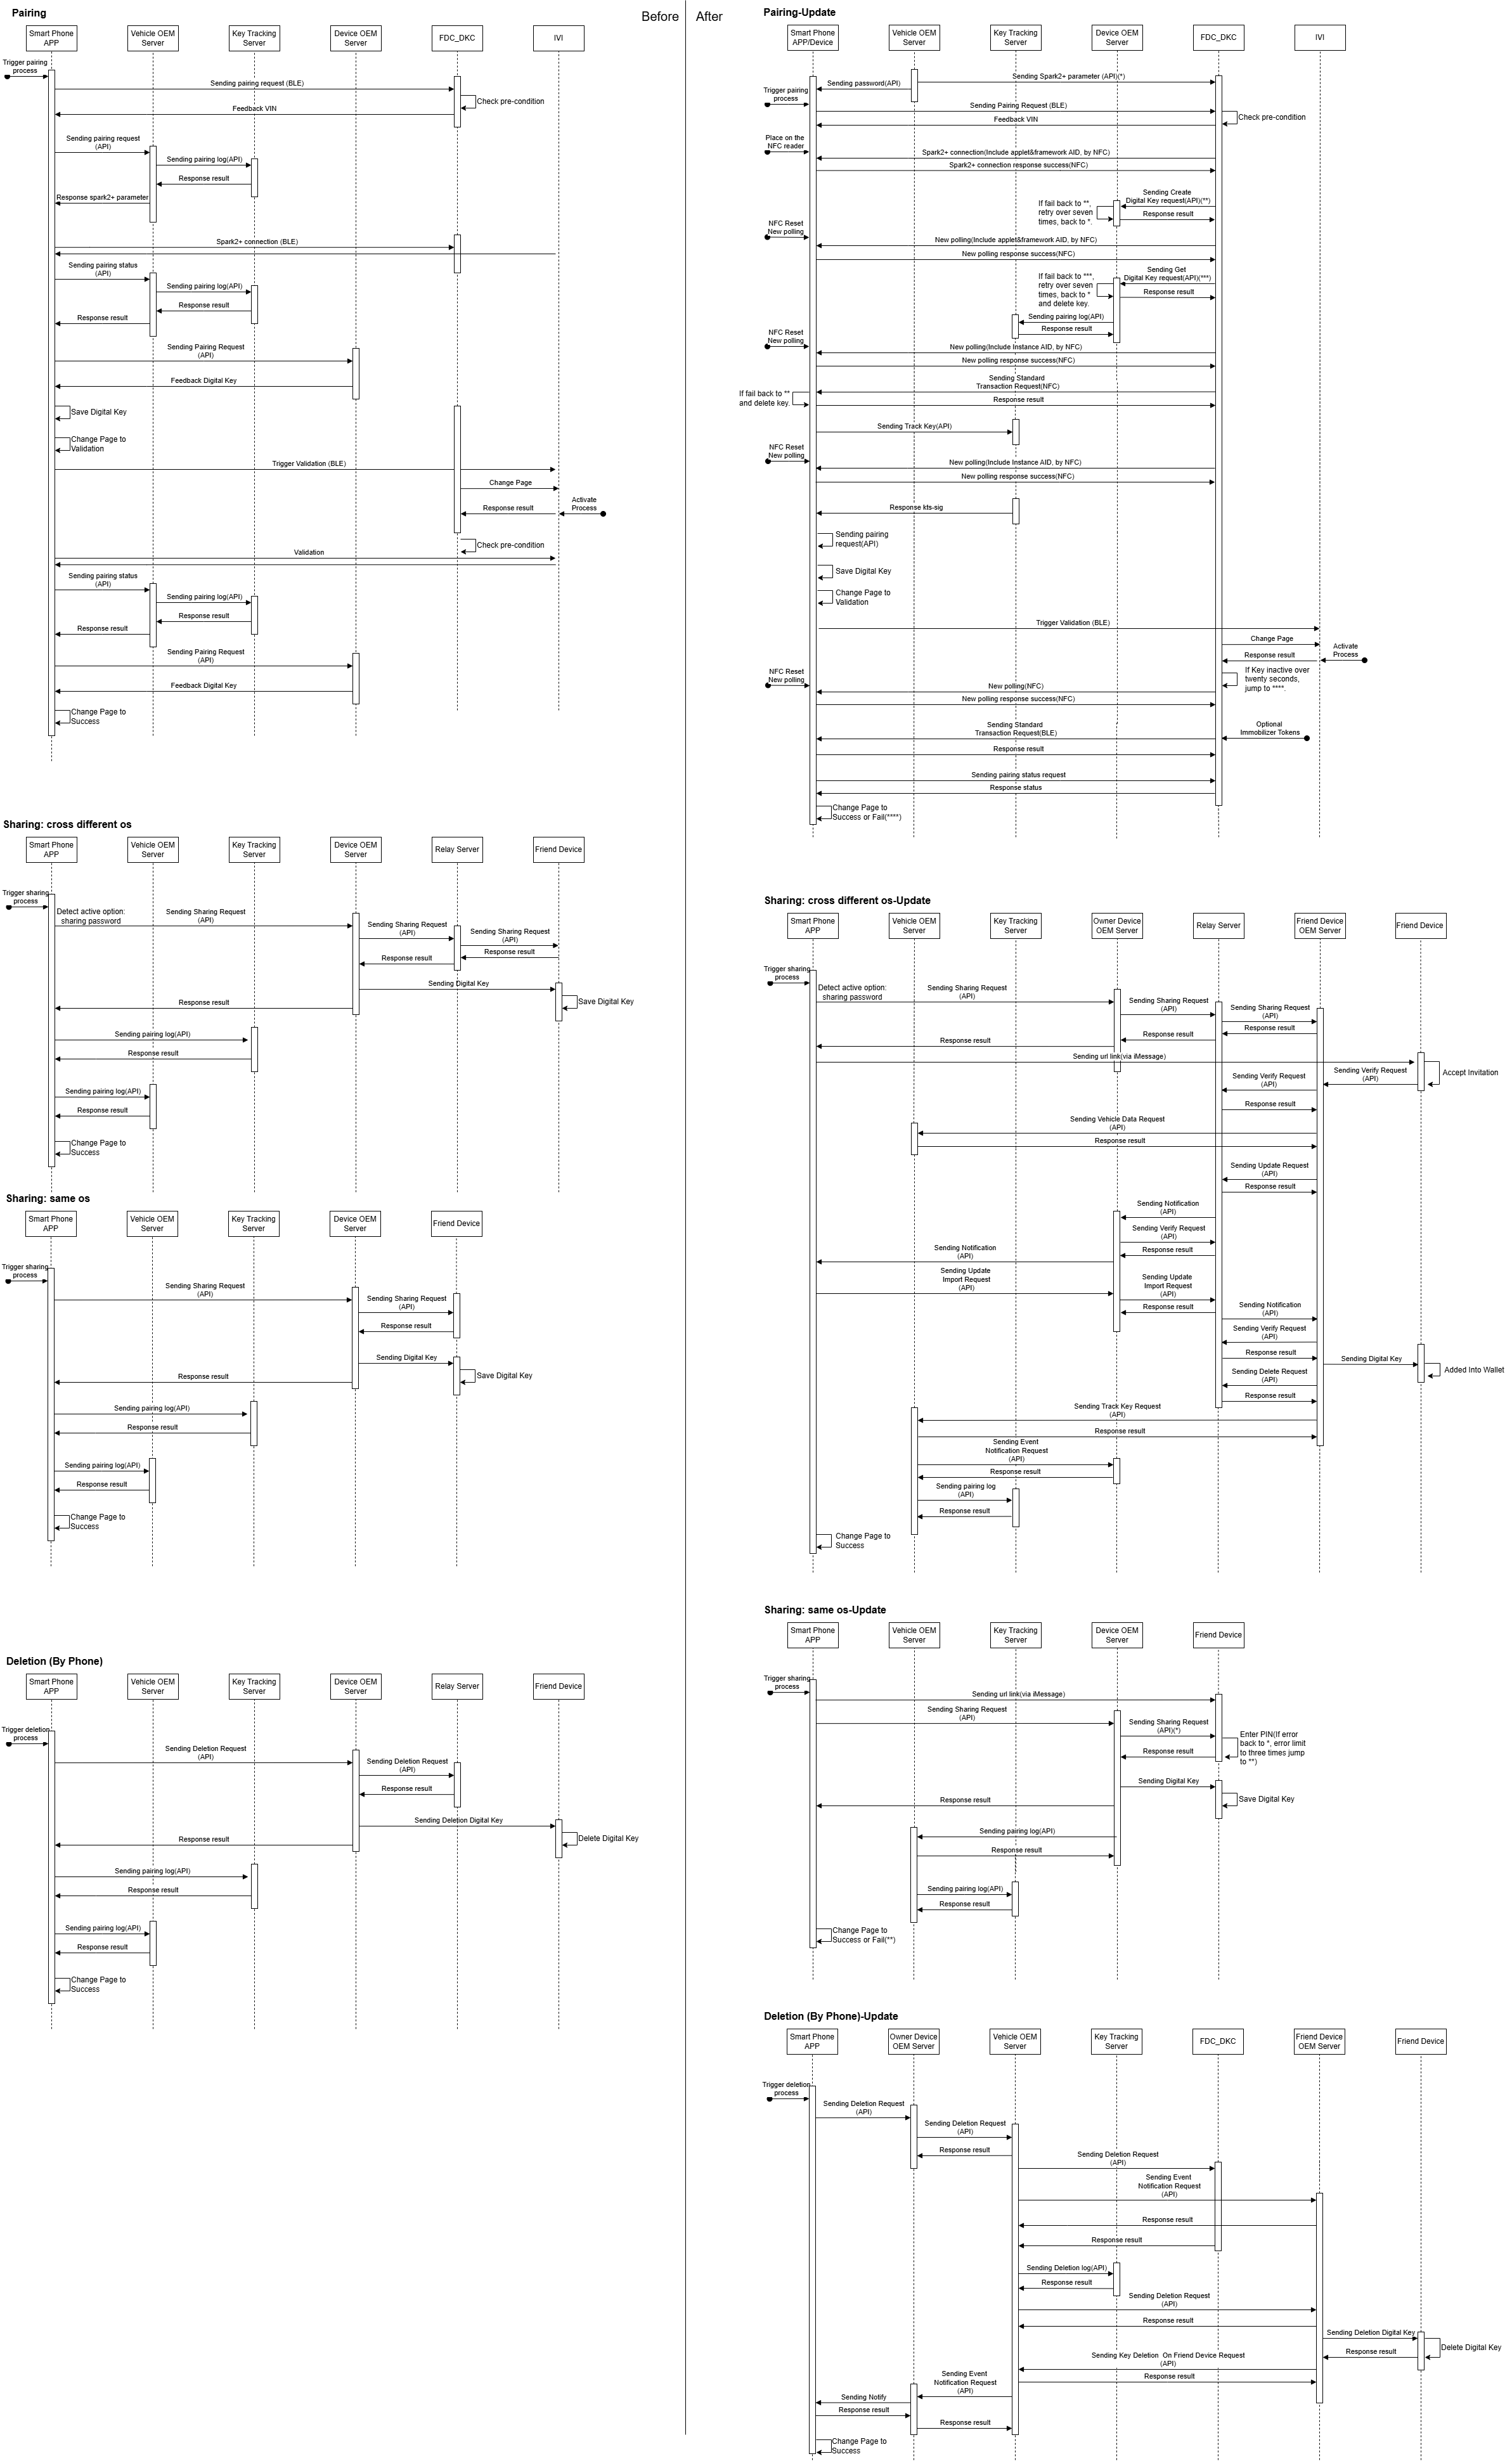 Before
After
Pairing
Smart Phone
APP
Vehicle OEM
Server
Key Tracking
Server
Device OEM
Server
FDC_DKC
IVI
Trigger pairing
process
Sending pairing request (BLE)
Check pre-condition
Feedback VIN
Sending pairing request
(API)
Sending pairing log(API)
Response result
Response spark2+ parameter
Spark2+ connection (BLE)
Sending pairing status
(API)
Sending pairing log(API)
Response result
Response result
Sending Pairing Request
(API)
Feedback Digital Key
Save Digital Key
Change Page to
Validation
Trigger Validation (BLE)
Change Page
Activate
Process
Response result
Check pre-condition
Validation
Sending pairing status
(API)
Sending pairing log(API)
Response result
Response result
Sending Pairing Request
(API)
Feedback Digital Key
Change Page to
Success
Sharing: cross different os
Smart Phone
APP
Vehicle OEM
Server
Key Tracking
Server
Device OEM
Server
Relay Server
Friend Device
Trigger sharing
process
Detect active option:
sharing password
Sending Sharing Request
(API)
Sending Sharing Request
(API)
Sending Sharing Request
(API)
Response result
Response result
Sending Digital Key
Save Digital Key
Response result
Sending pairing log(API)
Response result
Sending pairing log(API)
Response result
Change Page to
Success
Sharing: same os
Smart Phone
APP
Vehicle OEM
Server
Key Tracking
Server
Device OEM
Server
Friend Device
Trigger sharing
process
Sending Sharing Request
(API)
Sending Sharing Request
(API)
Response result
Sending Digital Key
Save Digital Key
Response result
Sending pairing log(API)
Response result
Sending pairing log(API)
Response result
Change Page to
Success
Deletion (By Phone)
Smart Phone
APP
Vehicle OEM
Server
Key Tracking
Server
Device OEM
Server
Relay Server
Friend Device
Trigger deletion
process
Sending Deletion Request
(API)
Sending Deletion Request
(API)
Response result
Sending Deletion Digital Key
Delete Digital Key
Response result
Sending pairing log(API)
Response result
Sending pairing log(API)
Response result
Change Page to
Success
Pairing-Update
Smart Phone
APP/Device
Vehicle OEM
Server
Key Tracking
Server
Device OEM
Server
FDC_DKC
IVI
Sending Spark2+ parameter (API)(*)
Sending password(API)
Trigger pairing
process
Sending Pairing Request (BLE)
Check pre-condition
Feedback VIN
Place on the
NFC reader
Spark2+ connection(Include applet&framework AID, by NFC)
Spark2+ connection response success(NFC)
Sending Create
Digital Key request(API)(**)
If fail back to **,
retry over seven
times, back to *.
Response result
NFC Reset
New polling
New polling(Include applet&framework AID, by NFC)
New polling response success(NFC)
Sending Get
Digital Key request(API)(***)
If fail back to ***,
retry over seven
times, back to *
and delete key.
Response result
Sending pairing log(API)
Response result
NFC Reset
New polling
New polling(Include Instance AID, by NFC)
New polling response success(NFC)
Sending Standard
Transaction Request(NFC)
If fail back to **
and delete key.
Response result
Sending Track Key(API)
NFC Reset
New polling
New polling(Include Instance AID, by NFC)
New polling response success(NFC)
Response kts-sig
Sending pairing
request(API)
Save Digital Key
Change Page to
Validation
Trigger Validation (BLE)
Change Page
Activate
Process
Response result
If Key inactive over
twenty seconds,
jump to ****.
NFC Reset
New polling
New polling(NFC)
New polling response success(NFC)
Sending Standard
Transaction Request(BLE)
Optional
Immobilizer Tokens
Response result
Sending pairing status request
Response status
Change Page to
Success or Fail(****)
Sharing: cross different os-Update
Smart Phone
APP
Vehicle OEM
Server
Key Tracking
Server
Owner Device
OEM Server
Relay Server
Friend Device
OEM Server
Friend Device
Trigger sharing
process
Detect active option:
sharing password
Sending Sharing Request
(API)
Sending Sharing Request
(API)
Sending Sharing Request
(API)
Response result
Response result
Response result
Sending url link(via iMessage)
Accept Invitation
Sending Verify Request
(API)
Sending Verify Request
(API)
Response result
Sending Vehicle Data Request
(API)
Response result
Sending Update Request
(API)
Response result
Sending Notification
(API)
Sending Verify Request
(API)
Response result
Sending Notification
(API)
Sending Update
Import Request
(API)
Sending Update
Import Request
(API)
Response result
Sending Notification
(API)
Sending Verify Request
(API)
Response result
Sending Digital Key
Added Into Wallet
Sending Delete Request
(API)
Response result
Sending Track Key Request
(API)
Response result
Sending Event
Notification Request
(API)
Response result
Sending pairing log
(API)
Response result
Change Page to
Success
Sharing: same os-Update
Smart Phone
APP
Vehicle OEM
Server
Key Tracking
Server
Device OEM
Server
Friend Device
Trigger sharing
process
Sending url link(via iMessage)
Sending Sharing Request
(API)
Sending Sharing Request
(API)(*)
Enter PIN(If error
back to *, error limit
to three times jump
to **)
Response result
Sending Digital Key
Save Digital Key
Response result
Sending pairing log(API)
Response result
Sending pairing log(API)
Response result
Change Page to
Success or Fail(**)
Deletion (By Phone)-Update
Smart Phone
APP
Owner Device
OEM Server
Vehicle OEM
Server
Key Tracking
Server
FDC_DKC
Friend Device
OEM Server
Friend Device
Trigger deletion
process
Sending Deletion Request
(API)
Sending Deletion Request
(API)
Response result
Sending Deletion Request
(API)
Sending Event
Notification Request
(API)
Response result
Response result
Sending Deletion log(API)
Response result
Sending Deletion Request
(API)
Response result
Sending Deletion Digital Key
Delete Digital Key
Response result
Sending Key Deletion On Friend Device Request
(API)
Response result
Sending Event
Notification Request
(API)
Sending Notify
Response result
Response result
Change Page to
Success